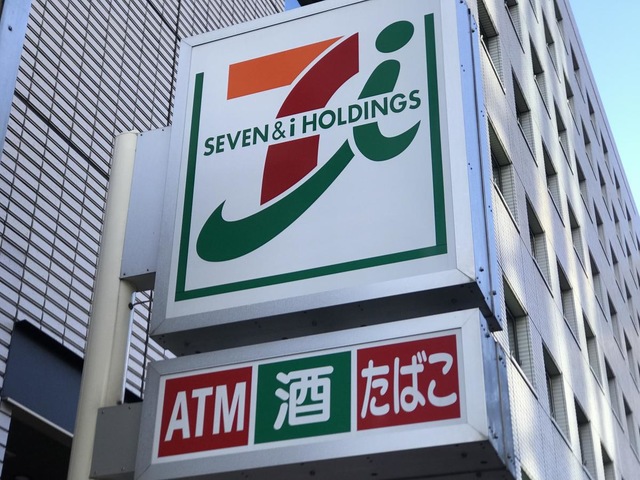 SEVEN & i HOLDINGS
ATM 酒 たばこ